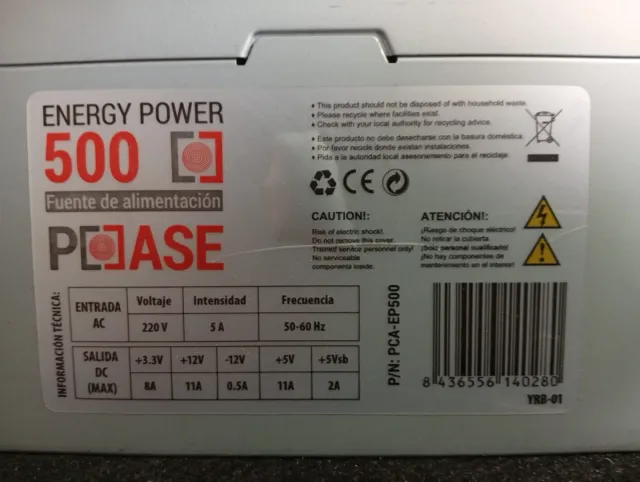 ENERGY POWER
500
Fuente de alimentación
PCASE
• This product should not be disposed of with household waste.
• Please recycle where facilities exist.
• Check with your local authority for recycling advice.
• Este producto no debe desecharse con la basura doméstica.
• Por favor recicle donde existan instalaciones.
• Pida a la autoridad local asesoramiento para el reciclaje.
CE
CAUTION!:
Risk of electric shock!.
Do not remove this cover.
Trained service personnel only!
No serviceable
components inside.
ATENCIÓN!:
¡Riesgo de choque eléctrico!
No retirar la cubierta
¡Solo personal cualificado!
¡No hay componentes de
mantenimiento en el interior!
INFORMACIÓN TÉCNICA:
ENTRADA AC Voltaje Intensidad Frecuencia
220 V 5 A 50-60 Hz
SALIDA DC (MAX) +3.3V +12V -12V +5V +5Vsb
8A 11A 0.5A 11A 2A
P/N: PCA-EP500
8 436556 140280
YRB-01